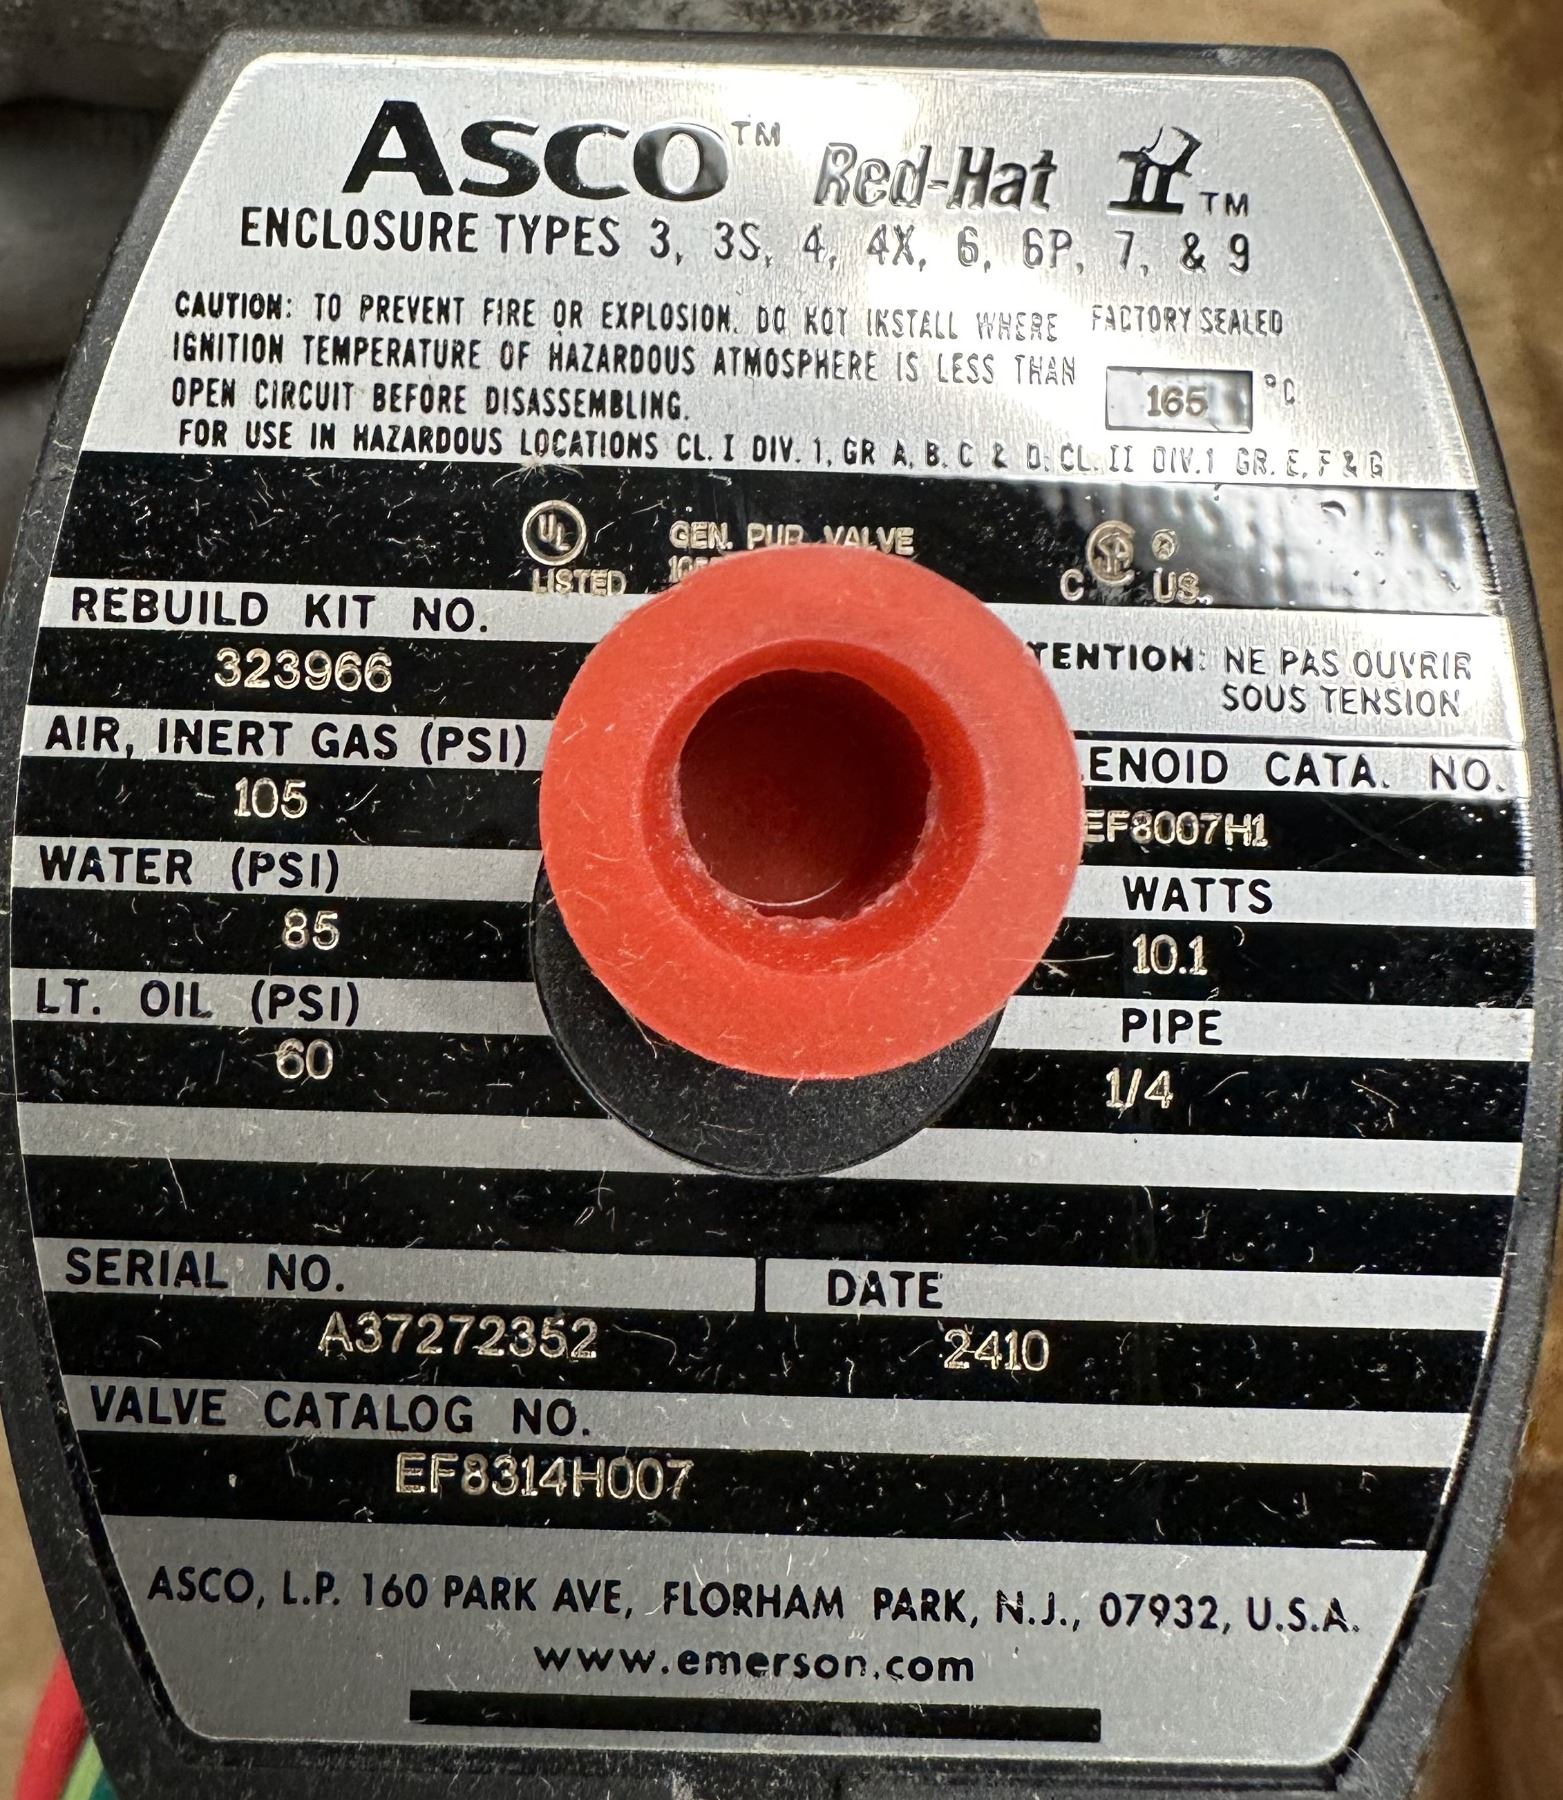 ASCO™ Red-Hat II™
ENCLOSURE TYPES 3, 3S, 4, 4X, 6, 6P, 7, & 9
CAUTION: TO PREVENT FIRE OR EXPLOSION. DO NOT INSTALL WHERE
IGNITION TEMPERATURE OF HAZARDOUS ATMOSPHERE IS LESS THAN
OPEN CIRCUIT BEFORE DISASSEMBLING.
FACTORY SEALED
165 °C
FOR USE IN HAZARDOUS LOCATIONS CL. I DIV. 1, GR A, B, C & D: CL. II DIV.1 GR. E, F & G
UL
LISTED
GEN. PUR. VALVE
C SA ® US
REBUILD KIT NO.
323966
AIR, INERT GAS (PSI)
105
WATER (PSI)
85
LT. OIL (PSI)
60
TENTION: NE PAS OUVRIR
SOUS TENSION
ENOID CATA. NO.
EF8007H1
WATTS
10.1
PIPE
1/4
SERIAL NO.
A37272352
DATE
2410
VALVE CATALOG NO.
EF8314H007
ASCO, L.P. 160 PARK AVE, FLORHAM PARK, N.J., 07932, U.S.A.
www.emerson.com